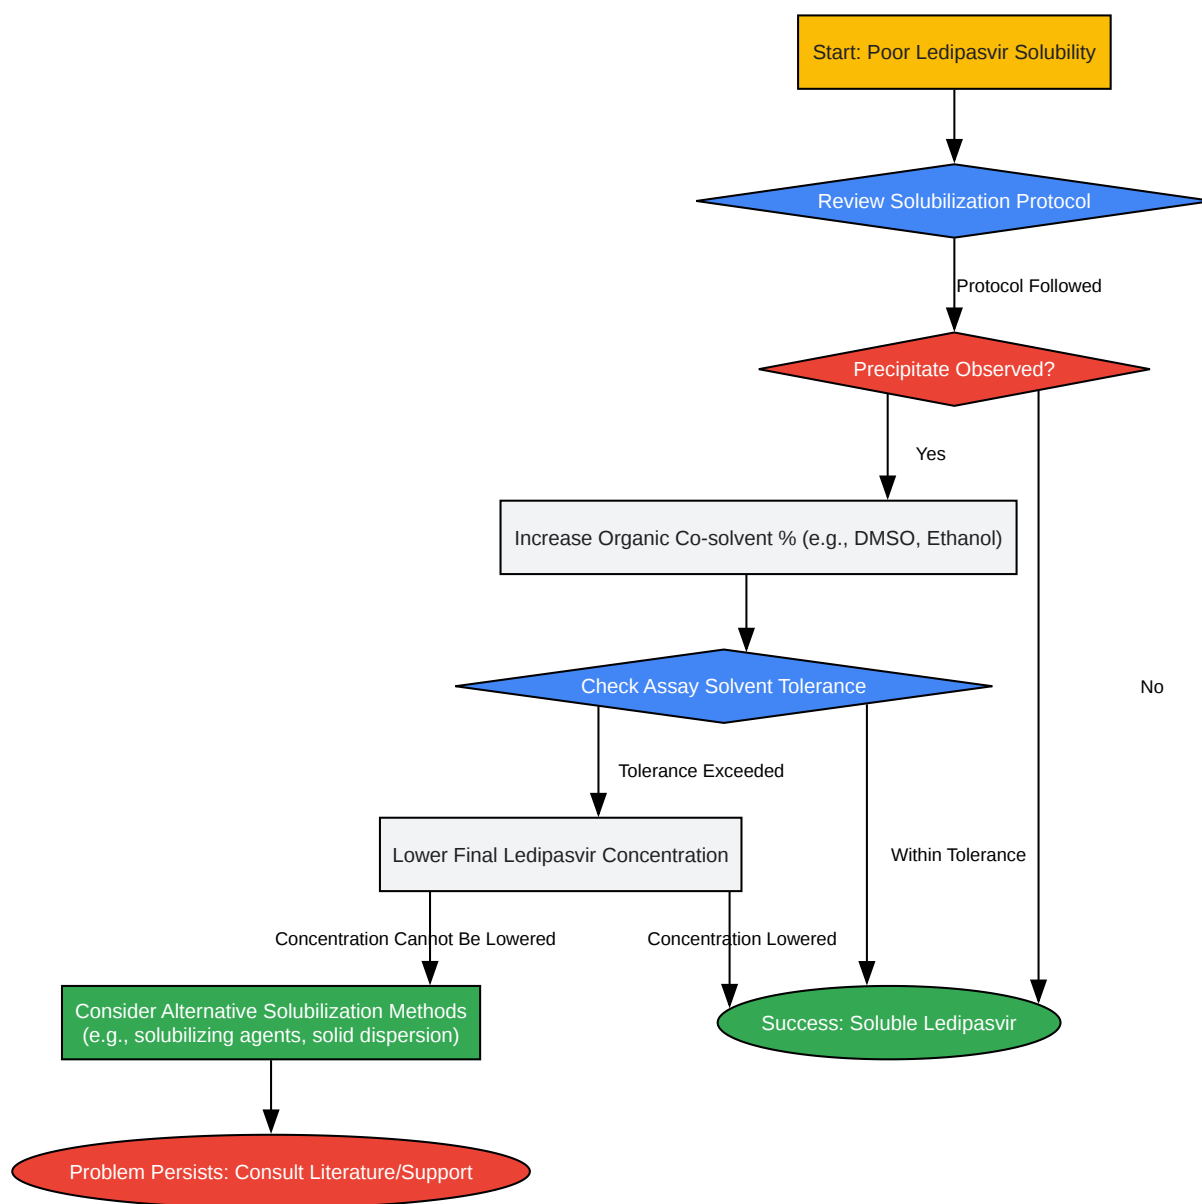 Start: Poor Ledipasvir Solubility
Review Solubilization Protocol
Protocol Followed
Precipitate Observed?
Yes
Increase Organic Co-solvent % (e.g., DMSO, Ethanol)
Check Assay Solvent Tolerance
No
Tolerance Exceeded
Lower Final Ledipasvir Concentration
Within Tolerance
Concentration Cannot Be Lowered
Concentration Lowered
Consider Alternative Solubilization Methods
(e.g., solubilizing agents, solid dispersion)
Success: Soluble Ledipasvir
Problem Persists: Consult Literature/Support